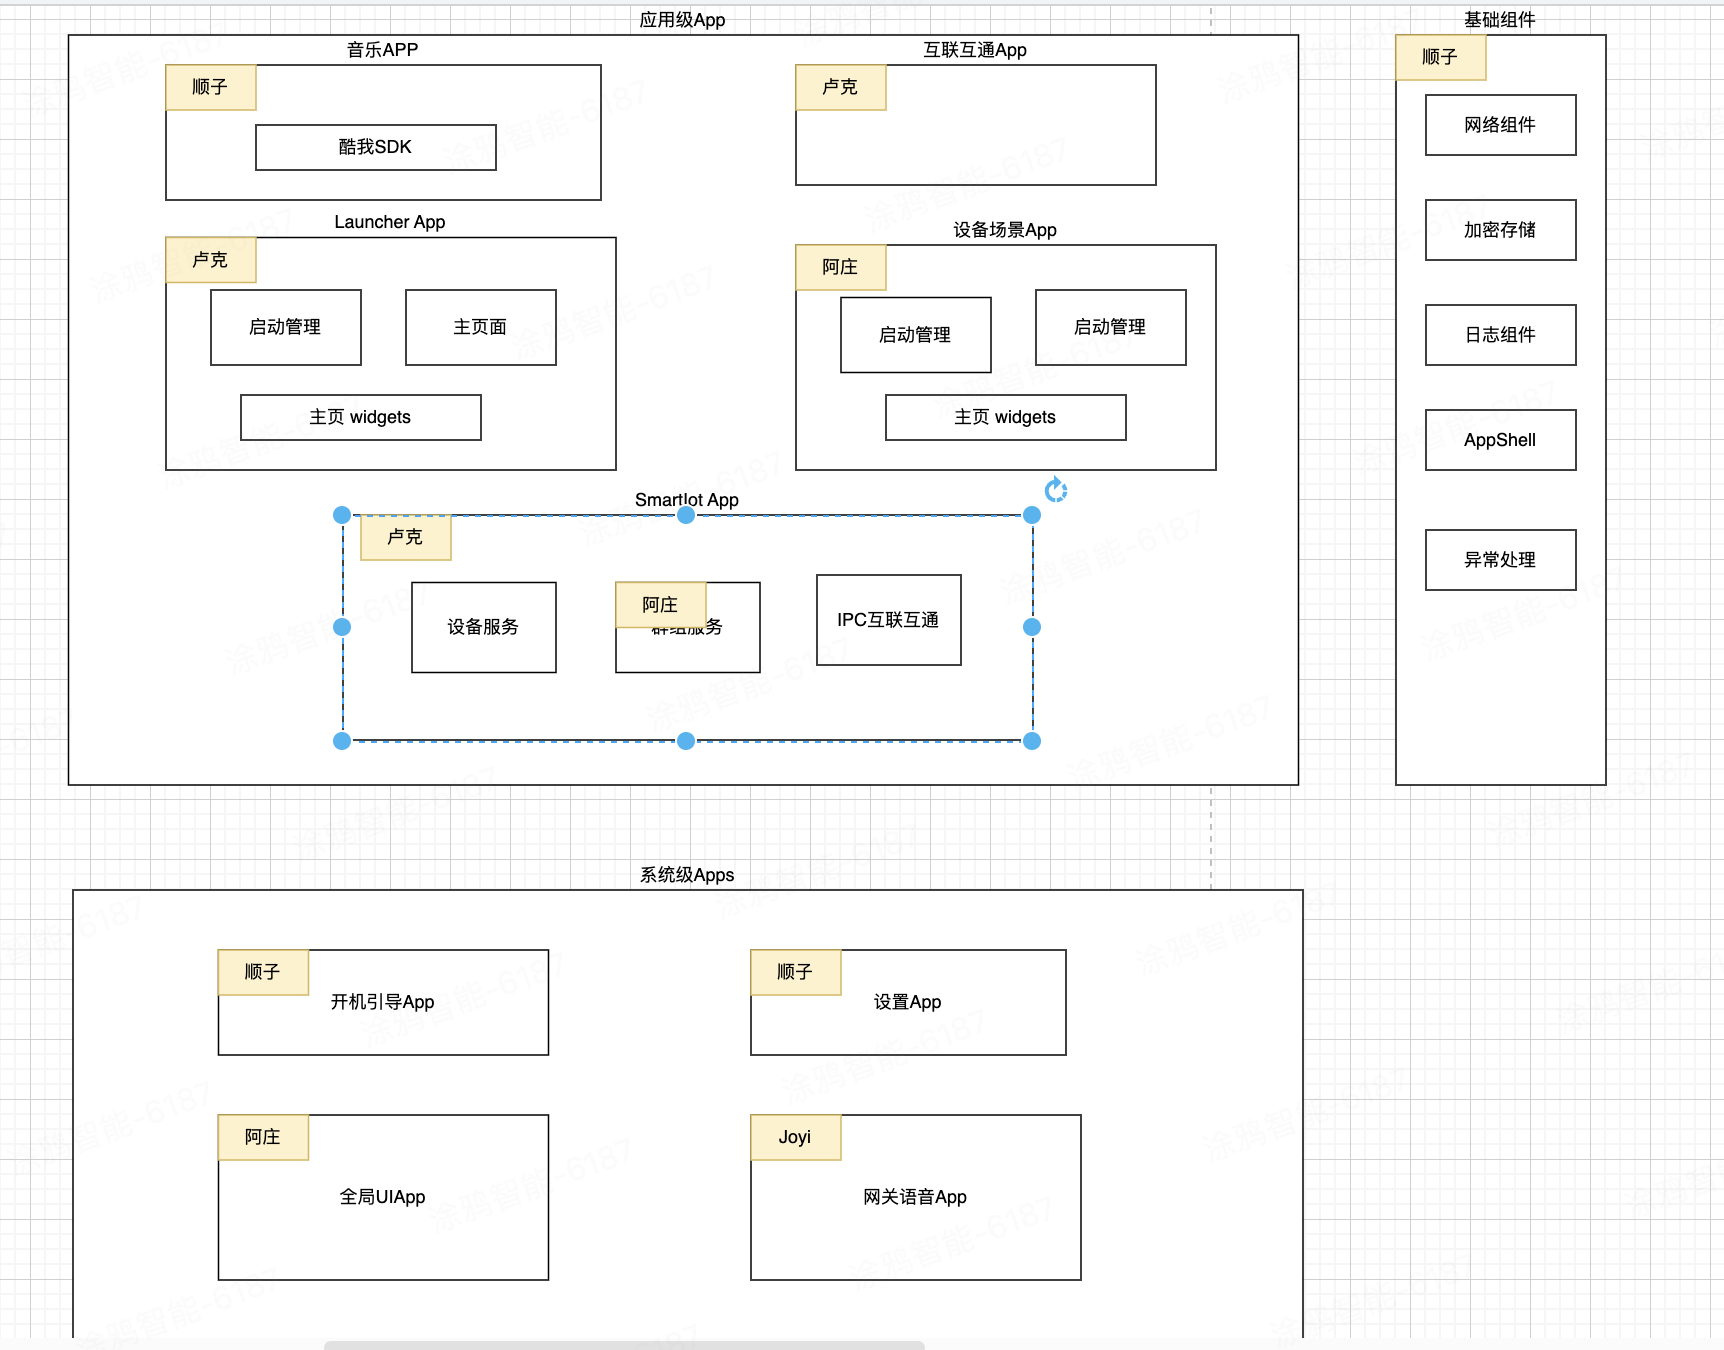 应用级App
音乐APP
顺子
酷我SDK
互联互通App
卢克
Launcher App
卢克
启动管理
主页面
主页 widgets
设备场景App
阿庄
启动管理
启动管理
主页 widgets
SmartIot App
卢克
设备服务
阿庄
群组服务
IPC互联互通
基础组件
顺子
网络组件
加密存储
日志组件
AppShell
异常处理
系统级Apps
顺子
开机引导App
顺子
设置App
阿庄
全局UIApp
Joyi
网关语音App
涂鸦智能-6187